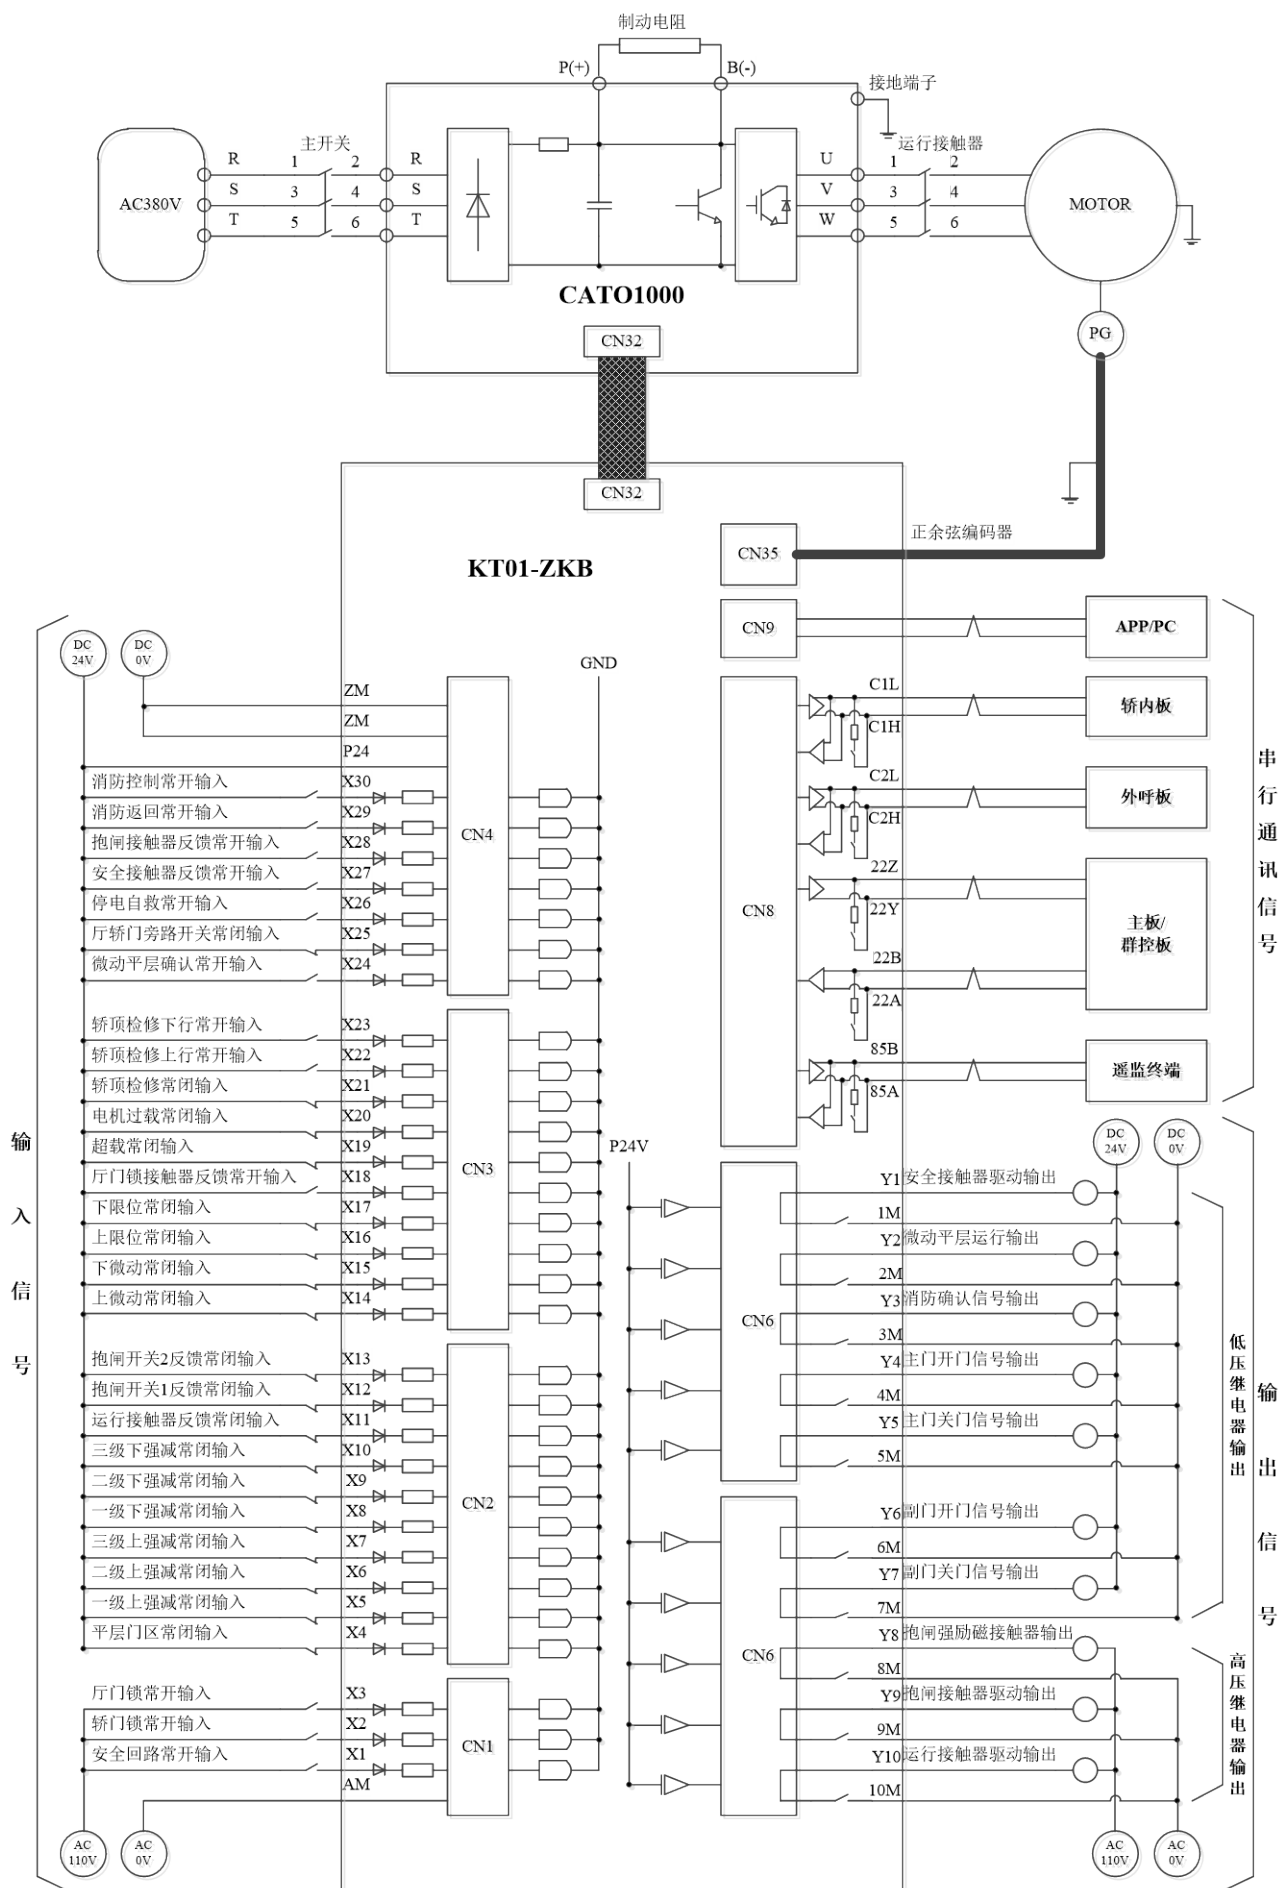 制动电阻
P(+)
B(-)
接地端子
主开关
运行接触器
R 1 2 R
S 3 4 S
T 5 6 T
AC380V
U 1 2
V 3 4
W 5 6
MOTOR
CATO1000
CN32
PG
CN32
正余弦编码器
CN35
KT01-ZKB
CN9
APP/PC
DC
24V
DC
0V
GND
ZM
ZM
P24
消防控制常开输入 X30
消防返回常开输入 X29
抱闸接触器反馈常开输入 X28
安全接触器反馈常开输入 X27
停电自救常开输入 X26
厅轿门旁路开关常闭输入 X25
微动平层确认常开输入 X24
CN4
轿顶检修下行常开输入 X23
轿顶检修上行常开输入 X22
轿顶检修常闭输入 X21
电机过载常闭输入 X20
超载常闭输入 X19
厅门锁接触器反馈常开输入 X18
下限位常闭输入 X17
上限位常闭输入 X16
下微动常闭输入 X15
上微动常闭输入 X14
CN3
抱闸开关2反馈常闭输入 X13
抱闸开关1反馈常闭输入 X12
运行接触器反馈常闭输入 X11
三级下强减常闭输入 X10
二级下强减常闭输入 X9
一级下强减常闭输入 X8
三级上强减常闭输入 X7
二级上强减常闭输入 X6
一级上强减常闭输入 X5
平层门区常闭输入 X4
CN2
厅门锁常开输入 X3
轿门锁常开输入 X2
安全回路常开输入 X1
AM
CN1
AC
110V
AC
0V
输入信号
C1L
C1H
轿内板
C2L
C2H
外呼板
22Z
22Y
22B
22A
主板/
群控板
CN8
85B
85A
遥监终端
串行通讯信号
P24V
DC
24V
DC
0V
Y1安全接触器驱动输出
1M
Y2微动平层运行输出
2M
Y3消防确认信号输出
3M
Y4主门开门信号输出
4M
Y5主门关门信号输出
5M
CN6
Y6副门开门信号输出
6M
Y7副门关门信号输出
7M
Y8抱闸强励磁接触器输出
8M
Y9抱闸接触器驱动输出
9M
Y10运行接触器驱动输出
10M
CN6
AC
110V
AC
0V
低压继电器输出
高压继电器输出
输出信号